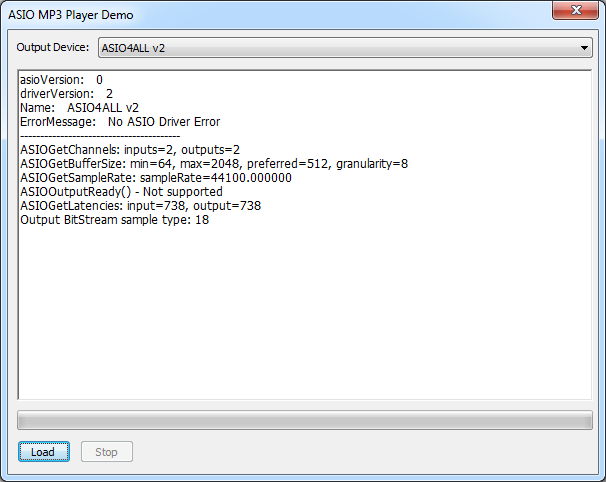 ASIO MP3 Player Demo
Output Device: ASIO4ALL v2
asioVersion: 0
driverVersion: 2
Name: ASIO4ALL v2
ErrorMessage: No ASIO Driver Error
----------------------------------------
ASIOGetChannels: inputs=2, outputs=2
ASIOGetBufferSize: min=64, max=2048, preferred=512, granularity=8
ASIOGetSampleRate: sampleRate=44100.000000
ASIOOutputReady() - Not supported
ASIOGetLatencies: input=738, output=738
Output BitStream sample type: 18
Load Stop